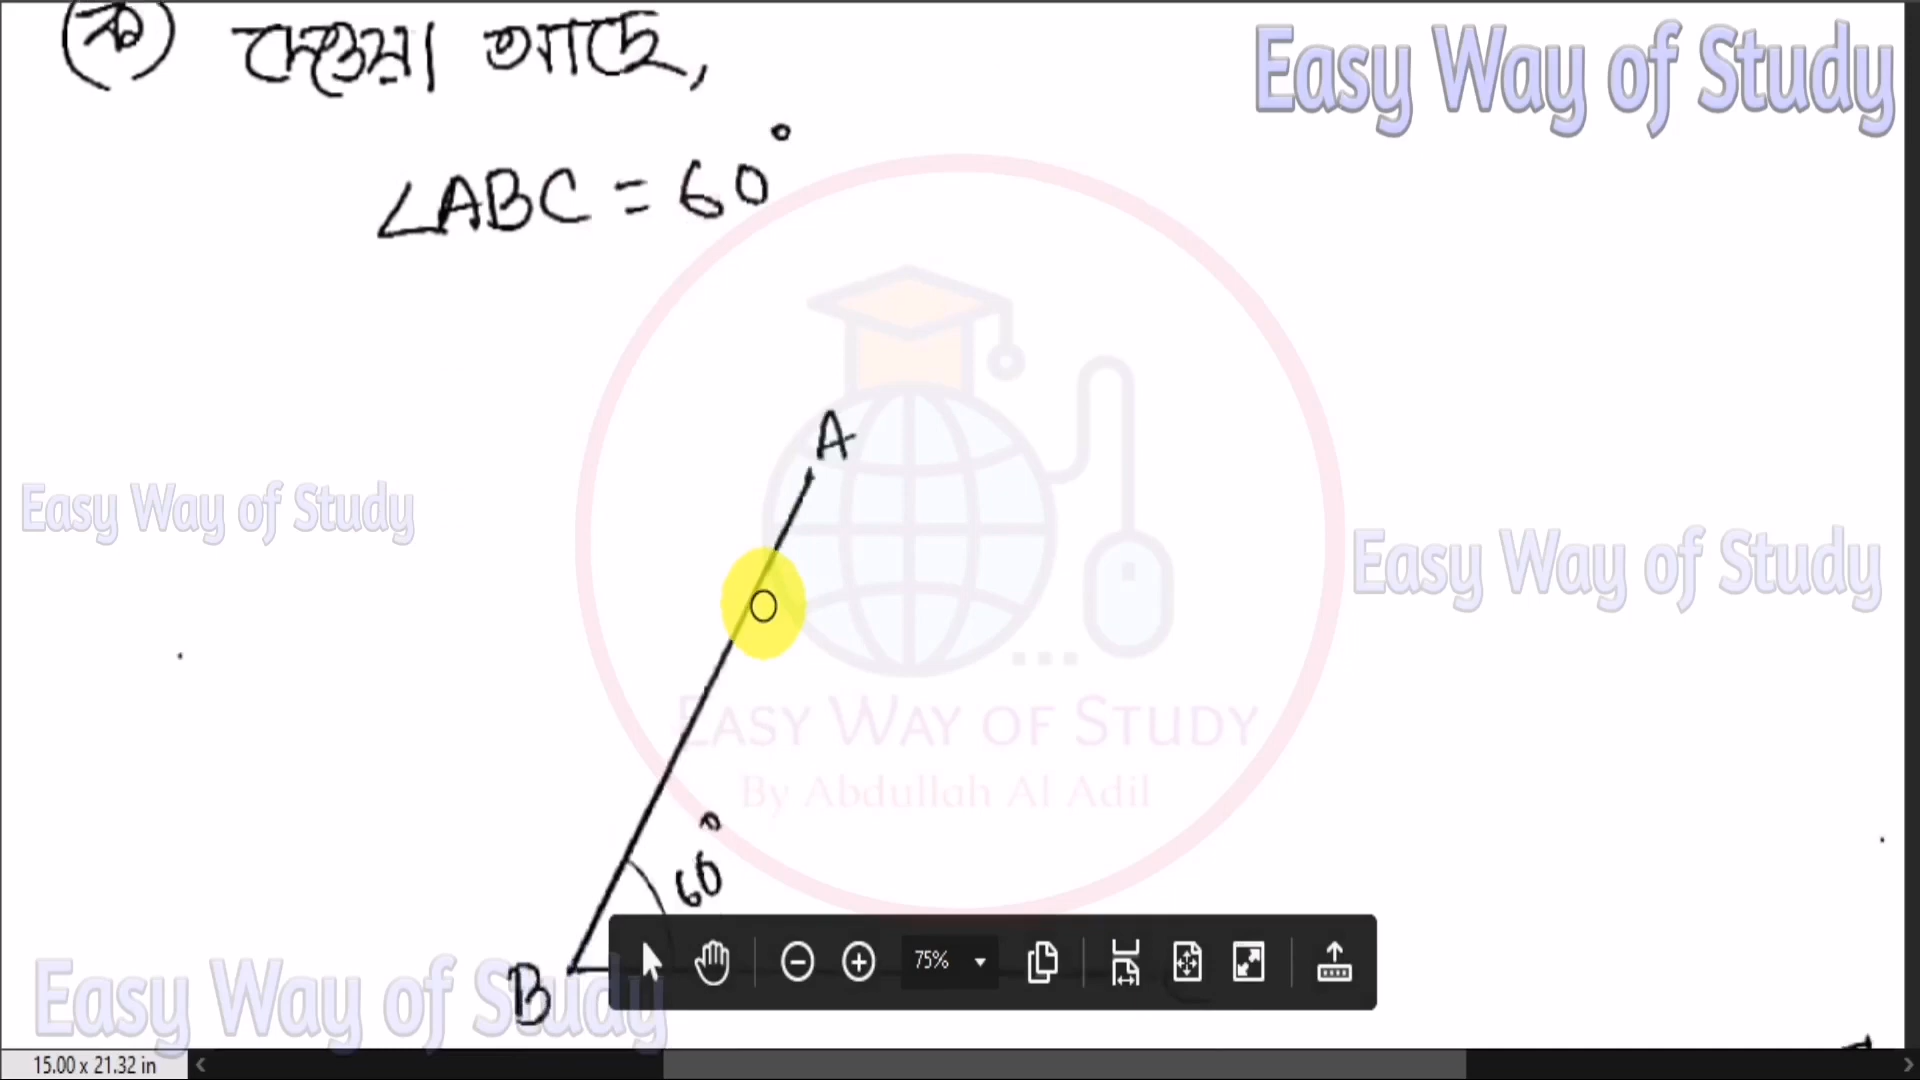 (ক) দেওয়া আছে,
Easy Way of Study
∠ABC = 60°
A
Easy Way of Study
Easy Way of Study
EASY WAY OF STUDY
By Abdullah Al Adil
60°
75%
B
Easy Way of Study
15.00 x 21.32 in